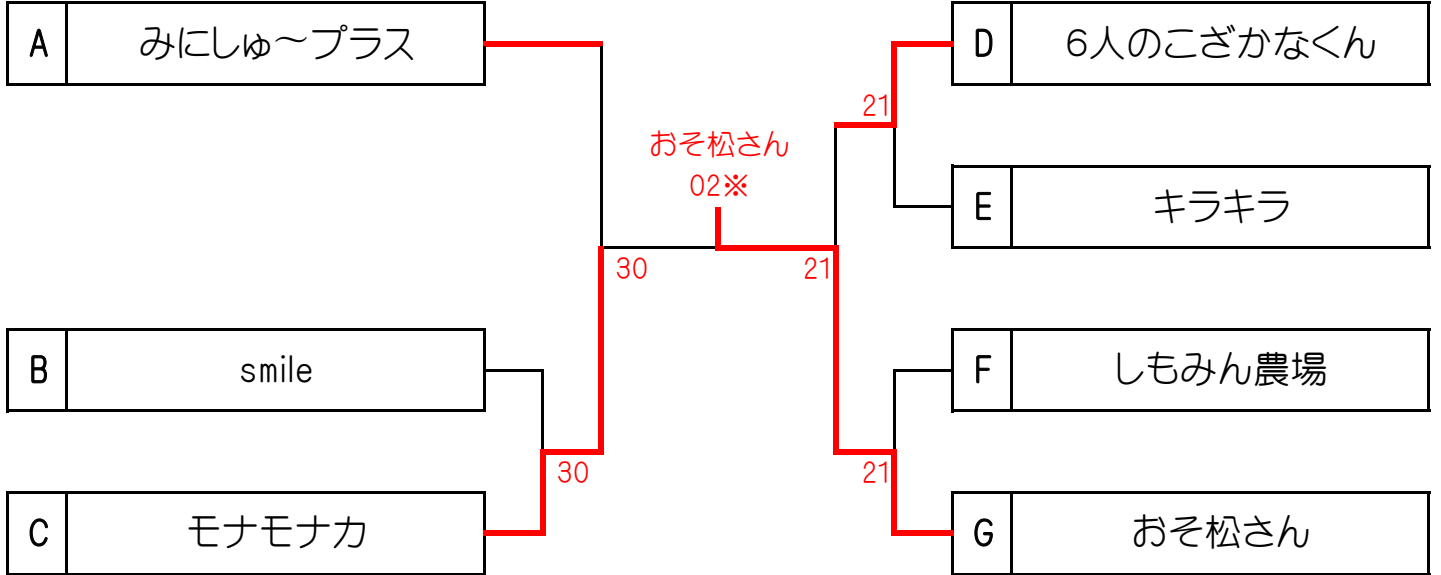 A みにしゅ～プラス
D 6人のこざかなくん
21
おそ松さん
02※
E キラキラ
30
21
B smile
F しもみん農場
30
21
C モナモナカ
G おそ松さん